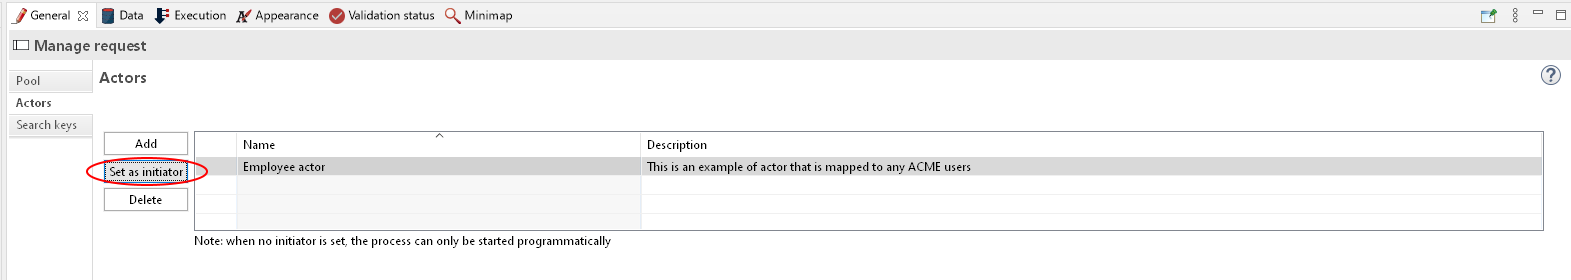 General Data Execution Appearance Validation status Minimap
Manage request
Pool
Actors
Search keys
Actors
Add
Set as initiator
Delete
Name Description
Employee actor This is an example of actor that is mapped to any ACME users
Note: when no initiator is set, the process can only be started programmatically